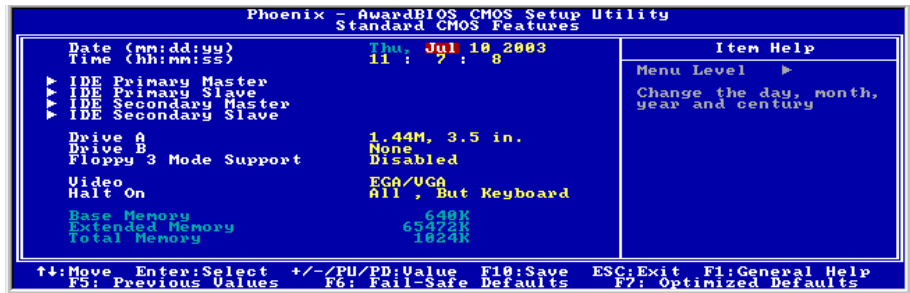 Phoenix - AwardBIOS CMOS Setup Utility
Standard CMOS Features
Date (mm:dd:yy) Thu, Jul 10 2003
Time (hh:mm:ss) 11 : 7 : 8
▶ IDE Primary Master
▶ IDE Primary Slave
▶ IDE Secondary Master
▶ IDE Secondary Slave
Drive A 1.44M, 3.5 in.
Drive B None
Floppy 3 Mode Support Disabled
Video EGA/VGA
Halt On All , But Keyboard
Base Memory 640K
Extended Memory 65472K
Total Memory 1024K
Item Help
Menu Level ▶
Change the day, month,
year and century
↑↓:Move Enter:Select +/-/PU/PD:Value F10:Save ESC:Exit F1:General Help
F5: Previous Values F6: Fail-Safe Defaults F7: Optimized Defaults